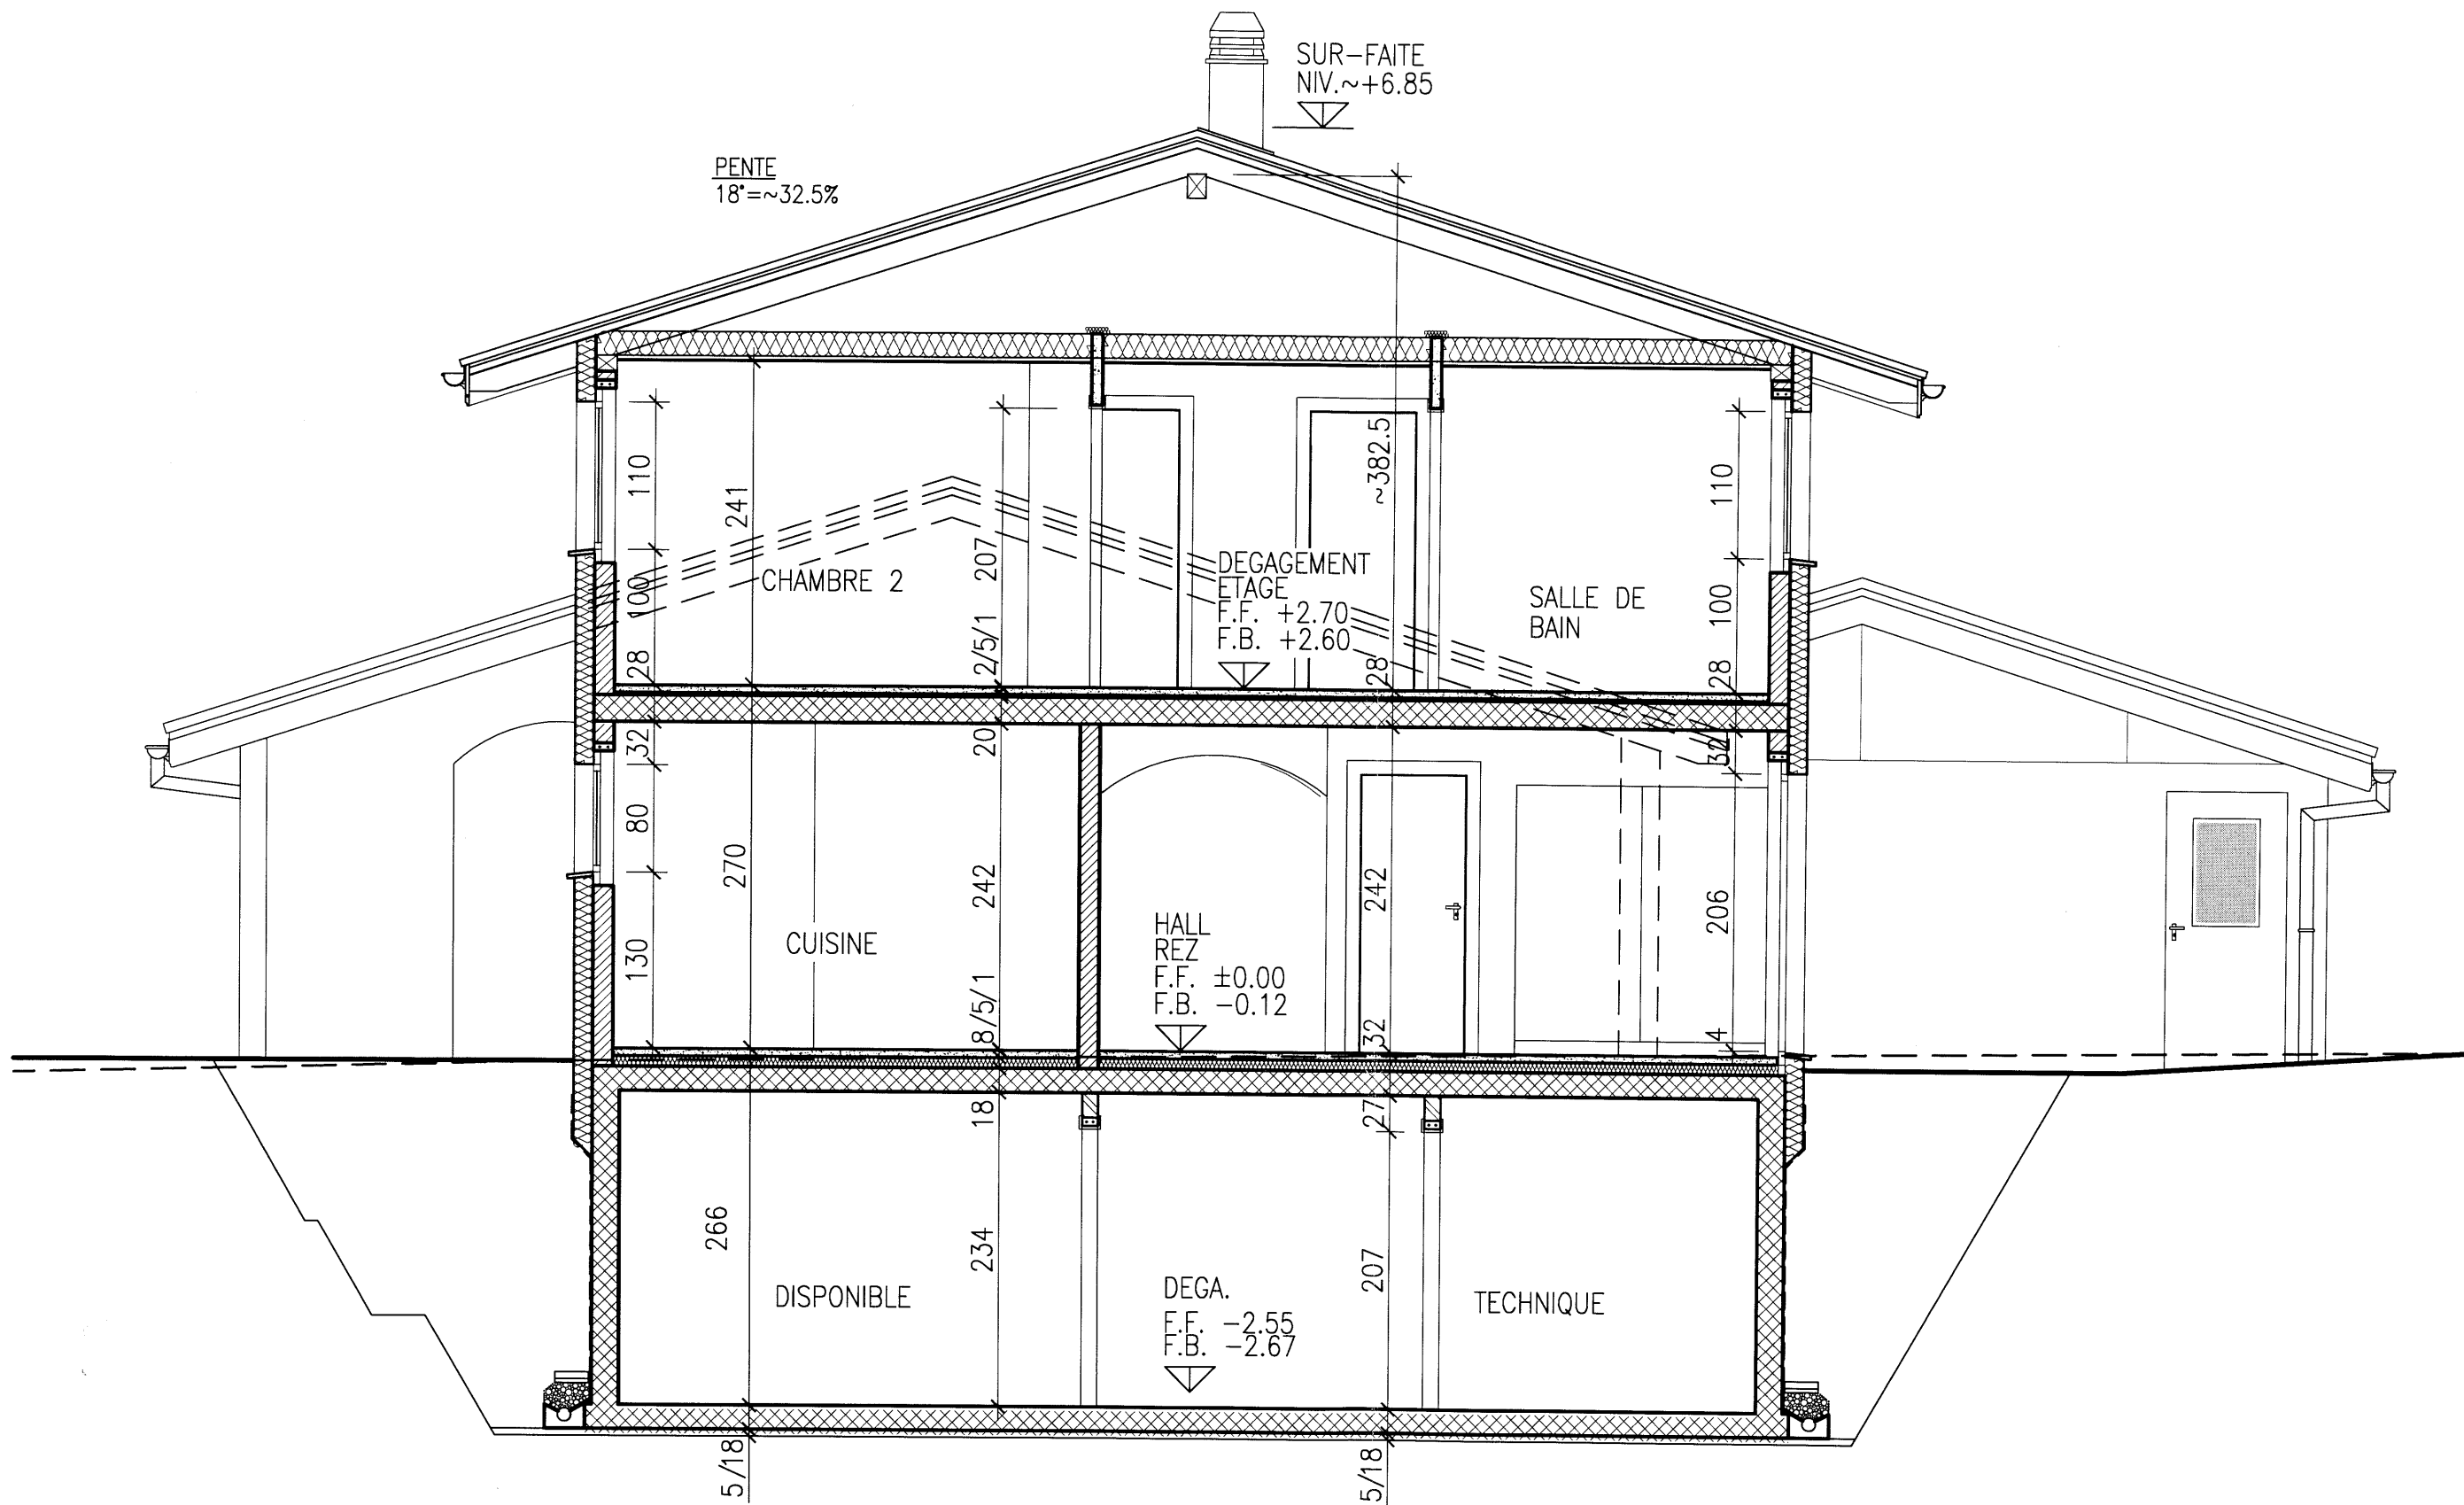 SUR-FAITE
NIV.~+6.85
PENTE
18°=~32.5%
110
241
207
~382.5
110
CHAMBRE 2
DEGAGEMENT
ETAGE
F.F. +2.70
F.B. +2.60
SALLE DE
BAIN
100
100
28
2/5/1
28
28
32
20
32
80
270
242
242
206
CUISINE
HALL
REZ
F.F. ±0.00
F.B. -0.12
130
8/5/1
32
4
18
27
266
234
207
DISPONIBLE
DEGA.
F.F. -2.55
F.B. -2.67
TECHNIQUE
5/18
5/18